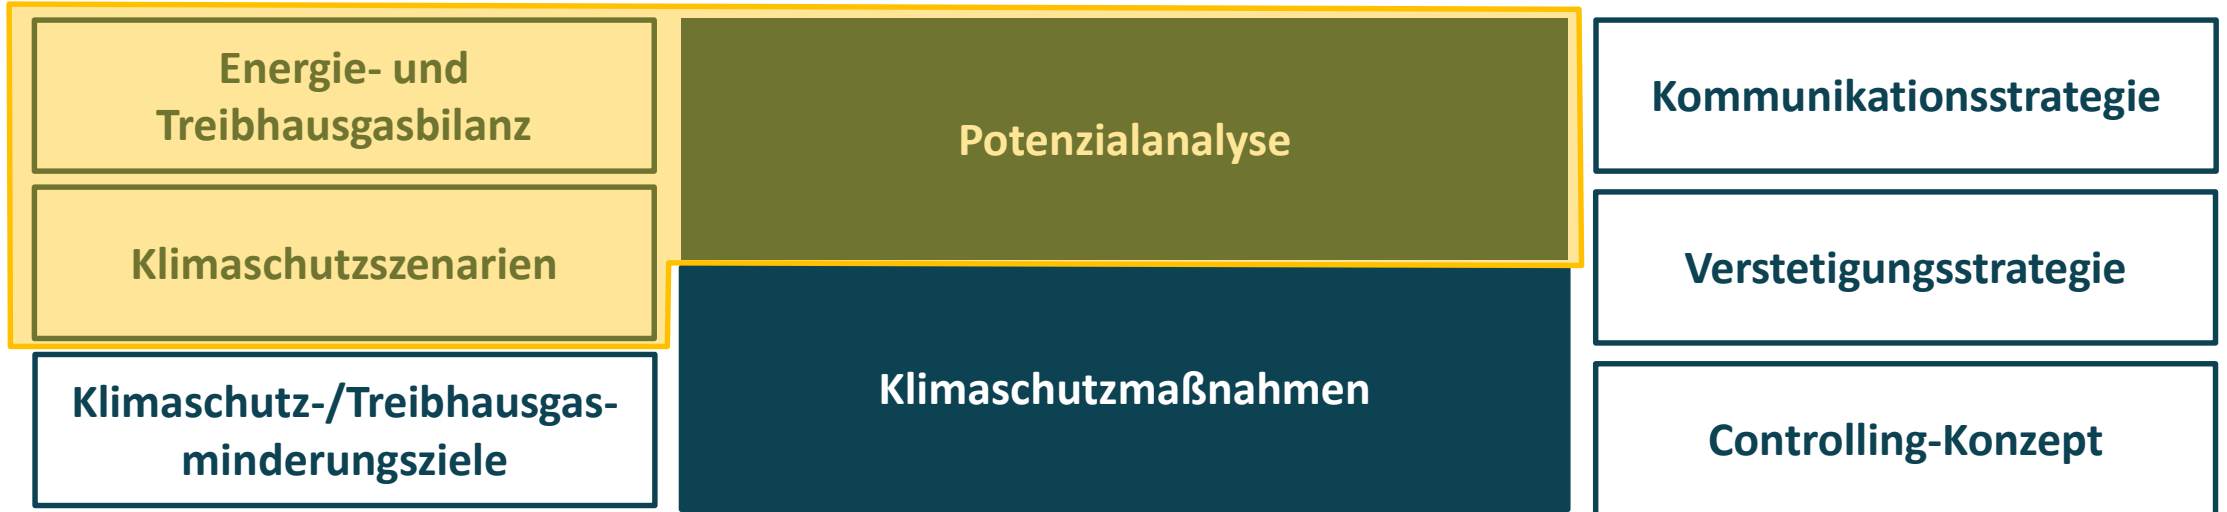 Energie- und
Treibhausgasbilanz
Klimaschutzszenarien
Klimaschutz-/Treibhausgas-
minderungsziele
Potenzialanalyse
Klimaschutzmaßnahmen
Kommunikationsstrategie
Verstetigungsstrategie
Controlling-Konzept